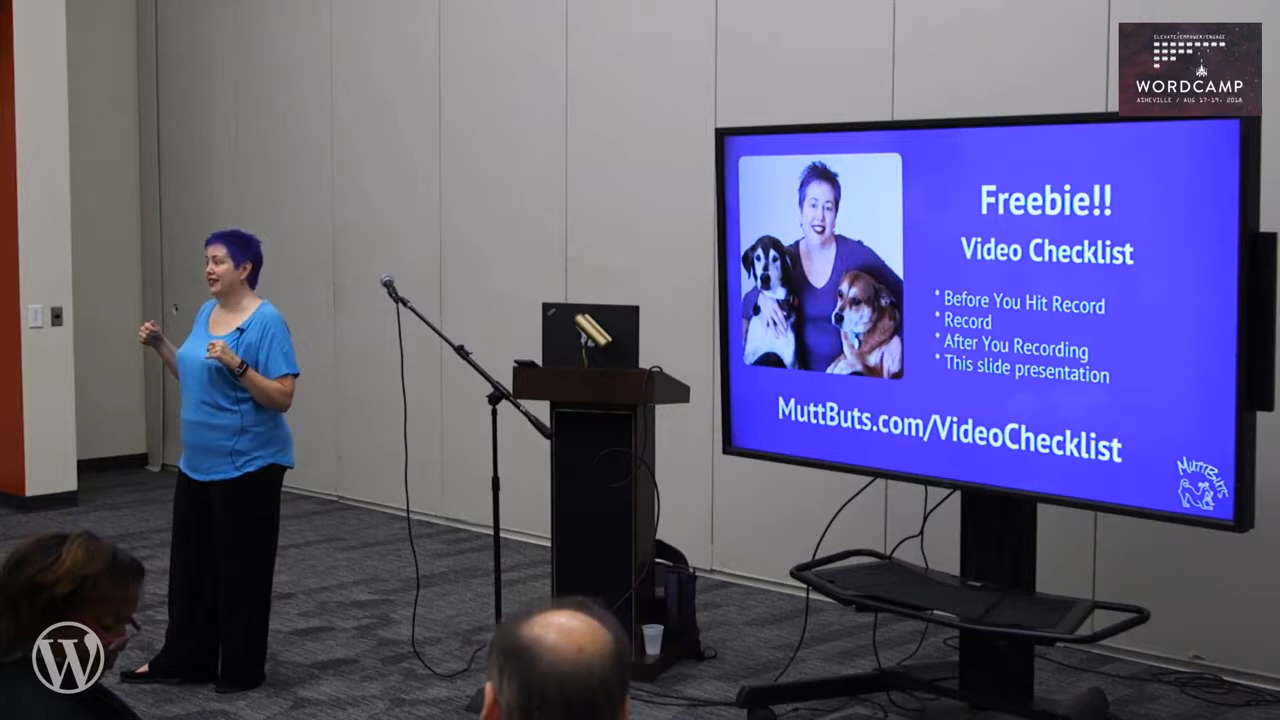 ELEVATE/EMPOWER/ENGAGE
WORDCAMP
ASHEVILLE / AUG 17-19, 2018
Freebie!!
Video Checklist
• Before You Hit Record
• Record
• After You Recording
• This slide presentation
MuttButs.com/VideoChecklist
MuttButs
W